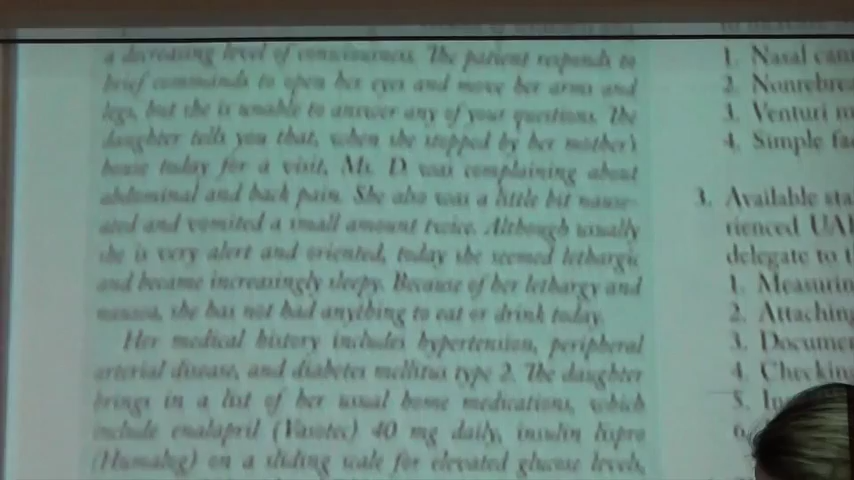 a decreasing level of consciousness. The patient responds to
brief commands to open her eyes and move her arms and
legs, but she is unable to answer any of your questions. The
daughter tells you that, when she stopped by her mother's
house today for a visit, Ms. D was complaining about
abdominal and back pain. She also was a little bit nause-
ated and vomited a small amount twice. Although usually
she is very alert and oriented, today she seemed lethargic
and became increasingly sleepy. Because of her lethargy and
nausea, she has not had anything to eat or drink today.
Her medical history includes hypertension, peripheral
arterial disease, and diabetes mellitus type 2. The daughter
brings in a list of her usual home medications, which
include enalapril (Vasotec) 40 mg daily, insulin lispro
(Humalog) on a sliding scale for elevated glucose levels,
1. Nasal
2.
3. Venturi
4. Simple
3. Available
delegate to
1.
2.
3.
4.
5.
6.